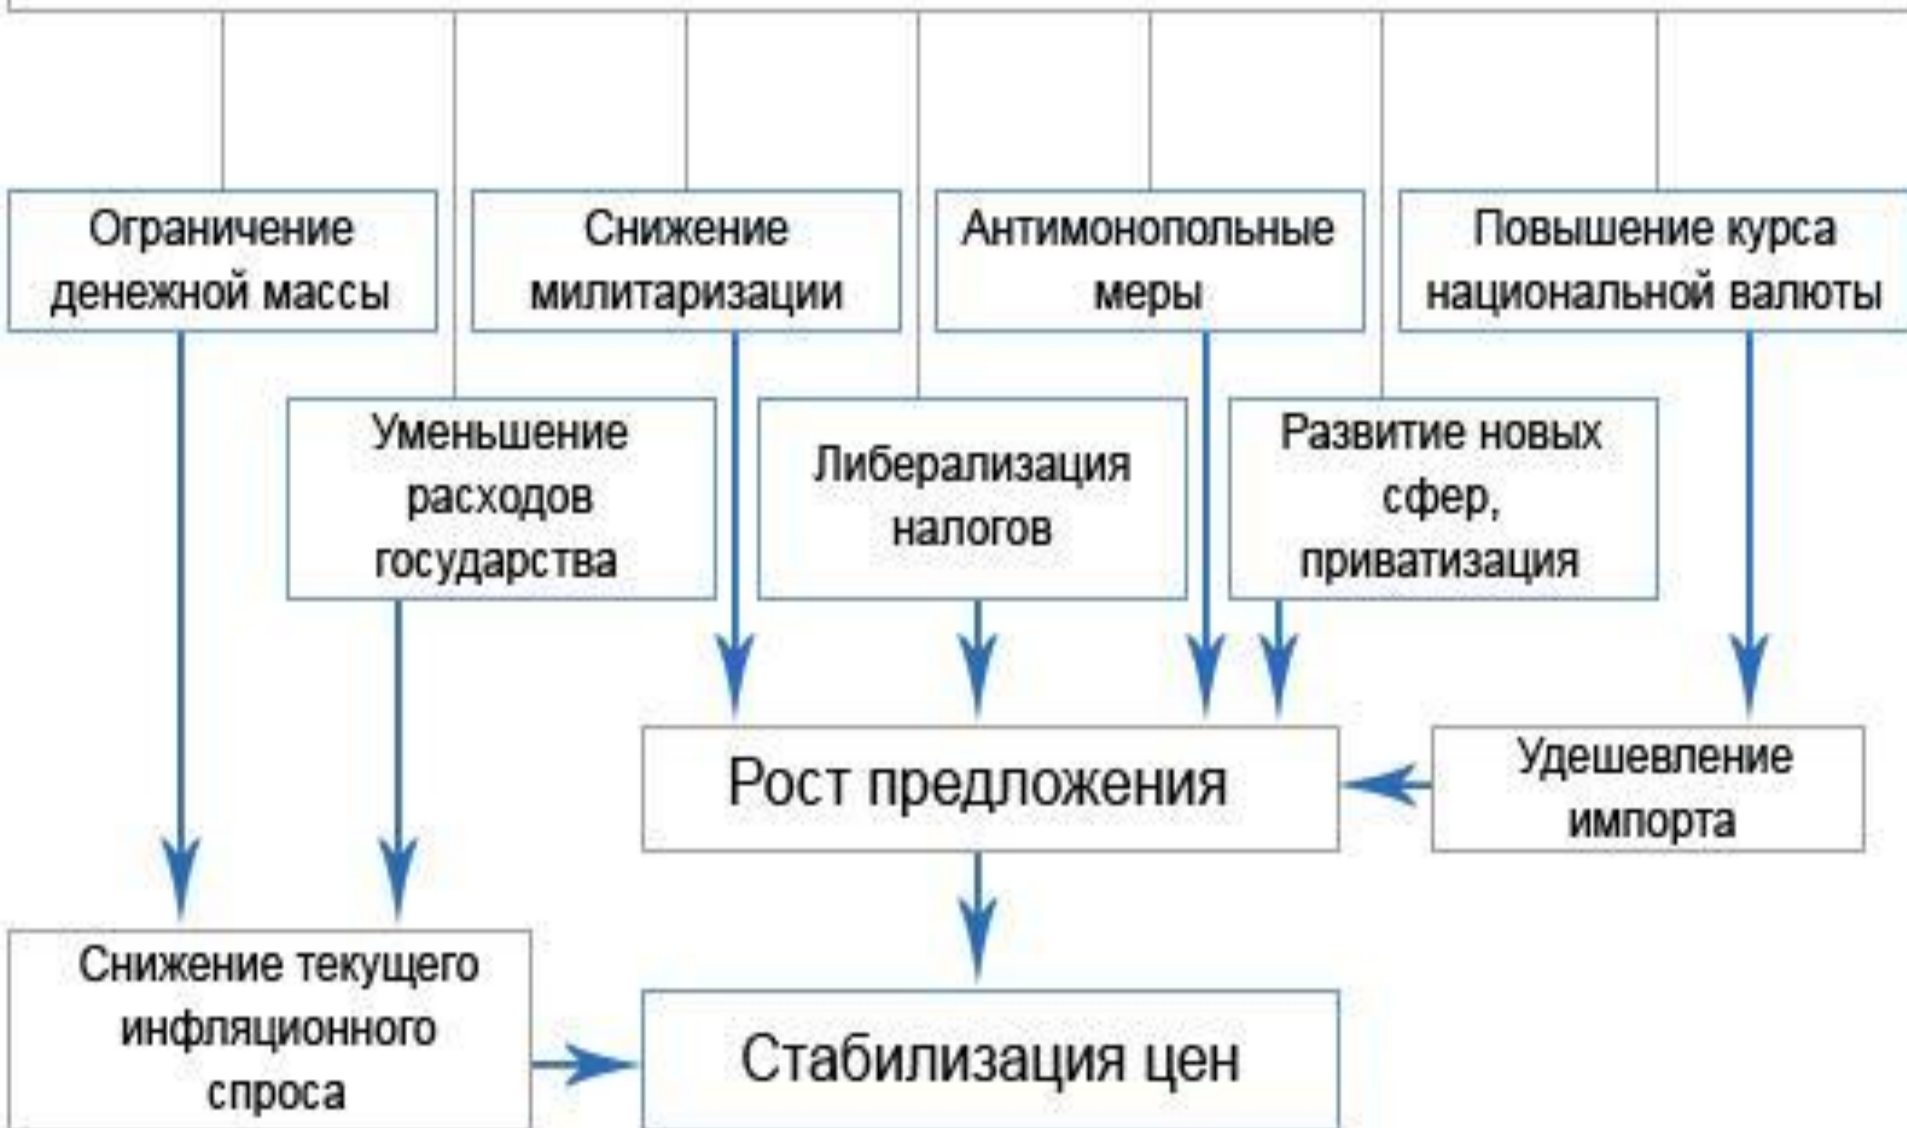 Ограничение
денежной массы
Снижение
милитаризации
Антимонопольные
меры
Повышение курса
национальной валюты
Уменьшение
расходов
государства
Либерализация
налогов
Развитие новых
сфер,
приватизация
Рост предложения
Удешевление
импорта
Снижение текущего
инфляционного
спроса
Стабилизация цен